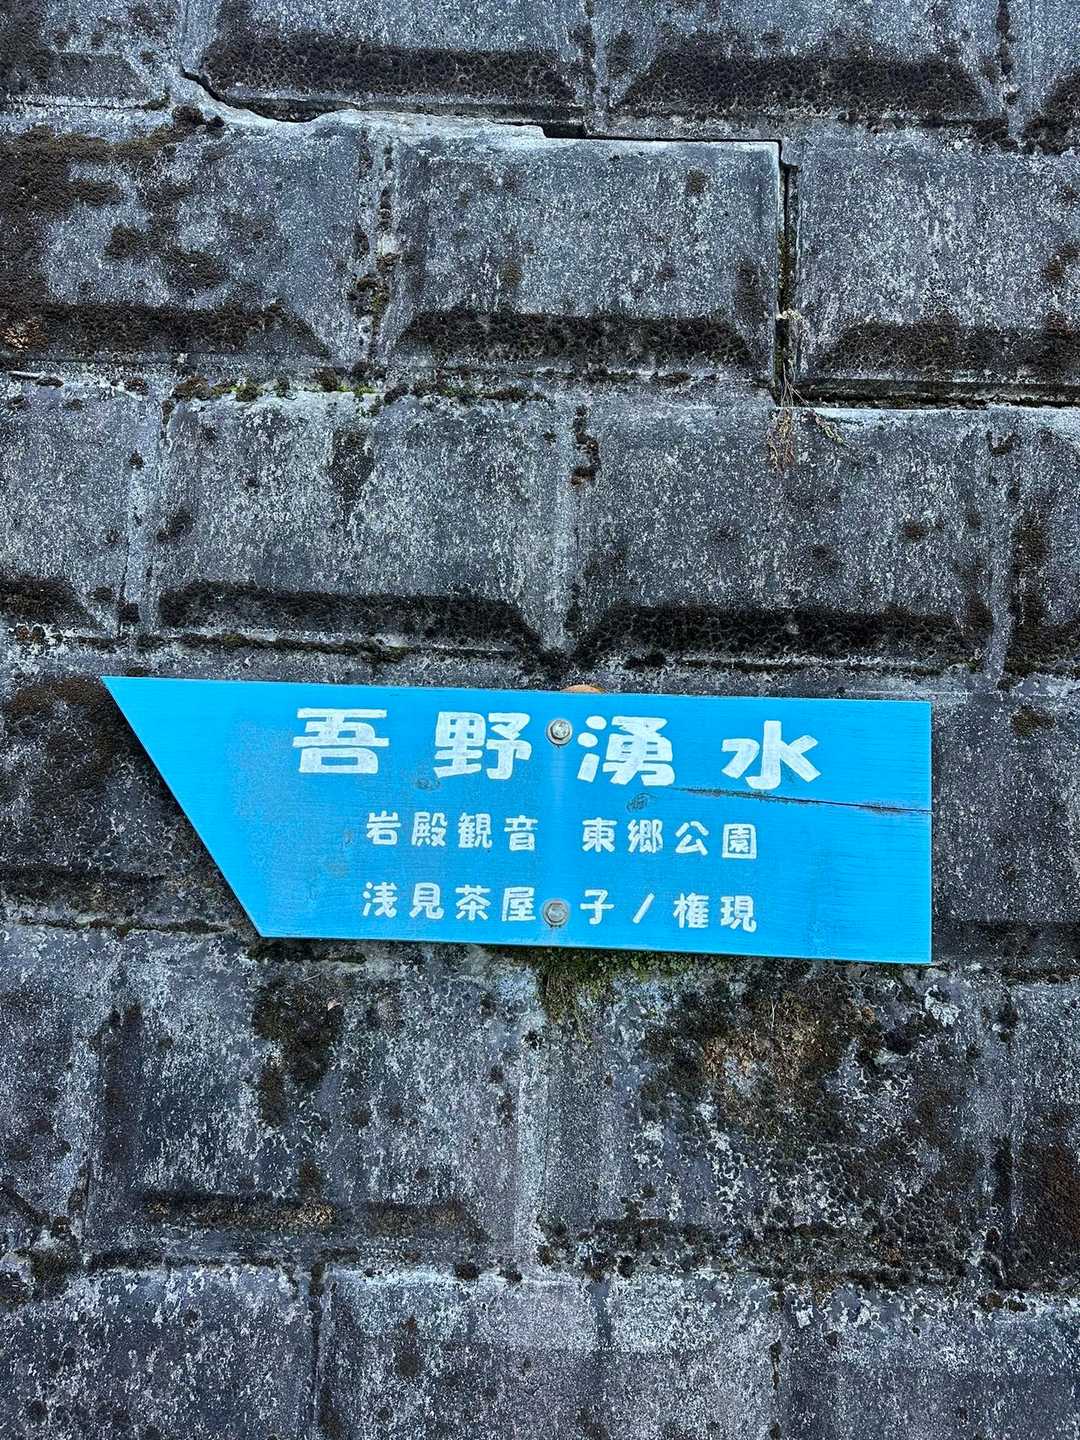 吾野湧水
岩殿観音 東郷公園
浅見茶屋 子ノ権現